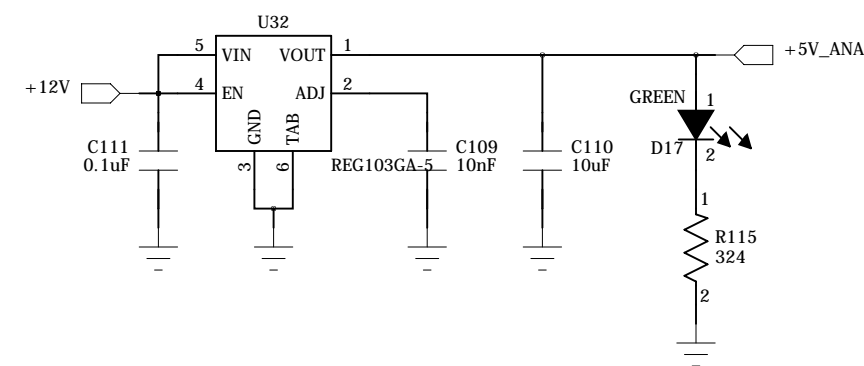 U32
5 VIN VOUT 1
+5V_ANA
+12V
4 EN ADJ 2
GND
TAB
3
6
REG103GA-5
C111
0.1uF
C109
10nF
C110
10uF
GREEN
1
D17
2
1
R115
324
2